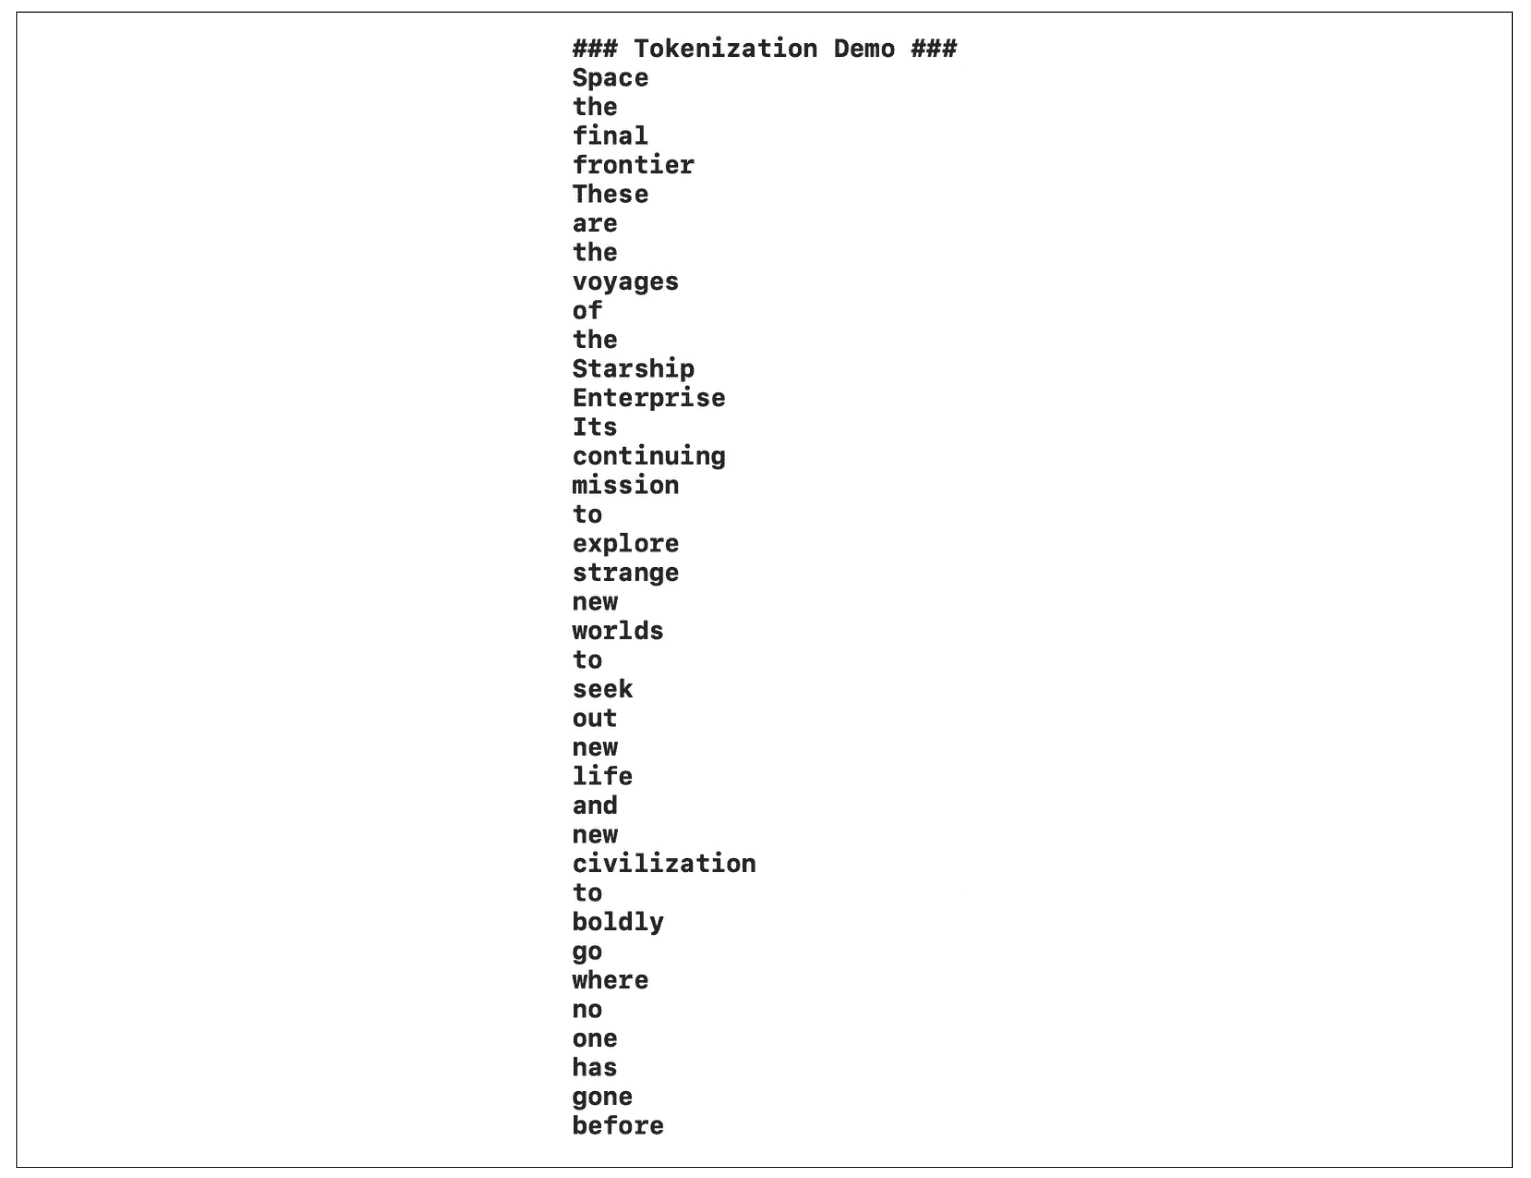 ### Tokenization Demo ###
Space
the
final
frontier
These
are
the
voyages
of
the
Starship
Enterprise
Its
continuing
mission
to
explore
strange
new
worlds
to
seek
out
new
life
and
new
civilization
to
boldly
go
where
no
one
has
gone
before